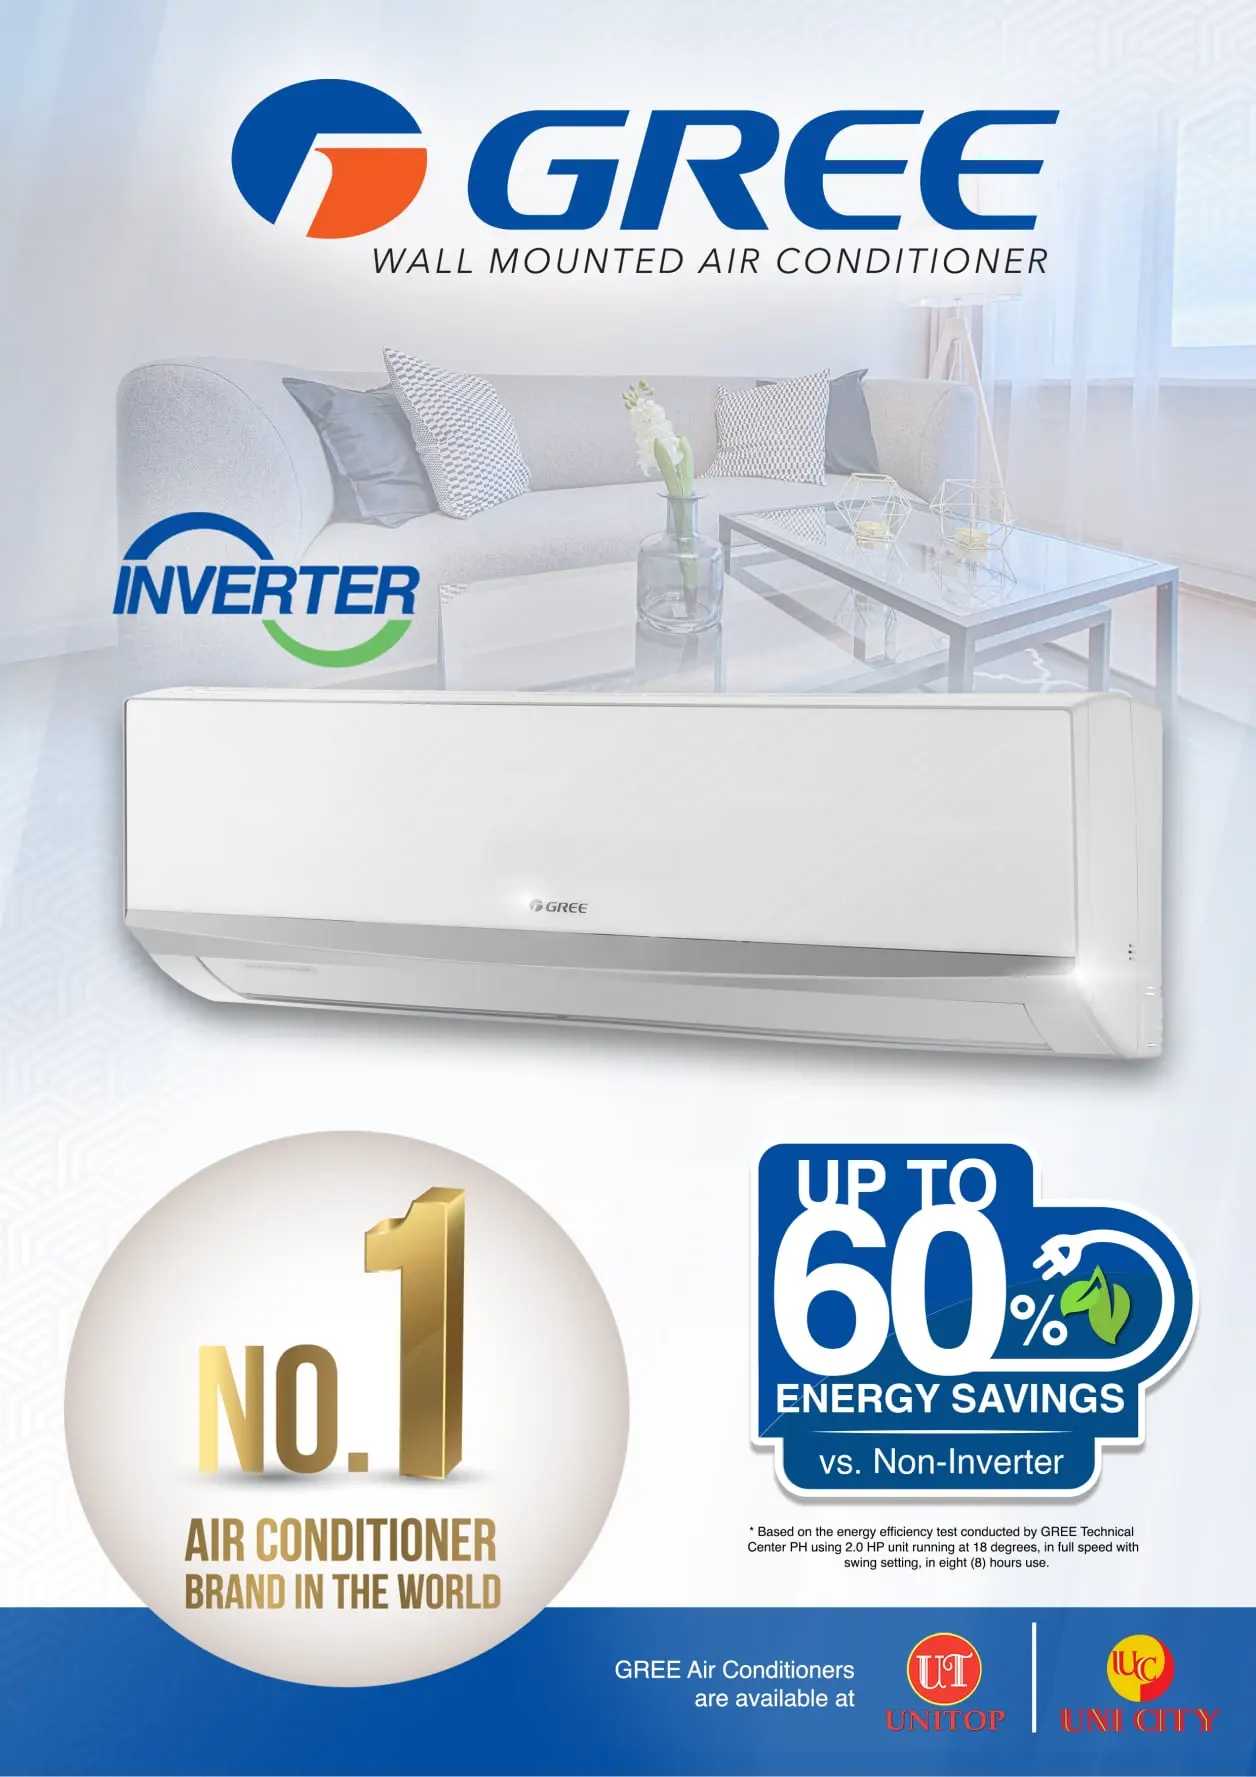 GREE
WALL MOUNTED AIR CONDITIONER
INVERTER
GREE
NO.1
AIR CONDITIONER
BRAND IN THE WORLD
UP TO
60%
ENERGY SAVINGS
vs. Non-Inverter
* Based on the energy efficiency test conducted by GREE Technical
Center PH using 2.0 HP unit running at 18 degrees, in full speed with
swing setting, in eight (8) hours use.
GREE Air Conditioners
are available at
UT
UNITOP
UC
UNI CITY